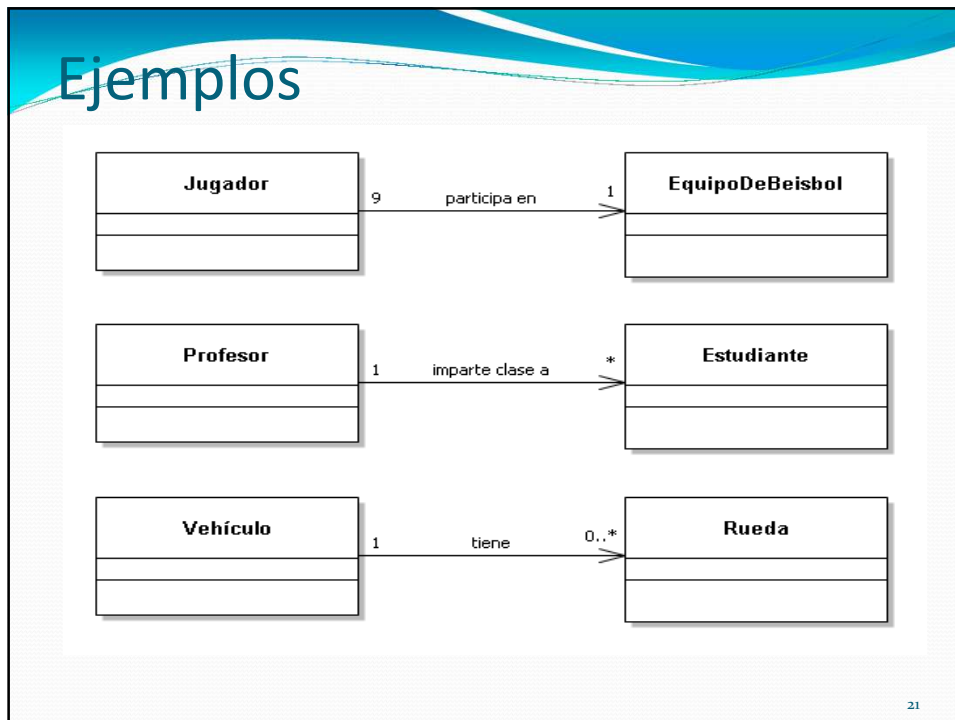 Ejemplos
Jugador
9 participa en 1
EquipoDeBeisbol
Profesor
1 imparte clase a *
Estudiante
Vehículo
1 tiene 0..*
Rueda
21